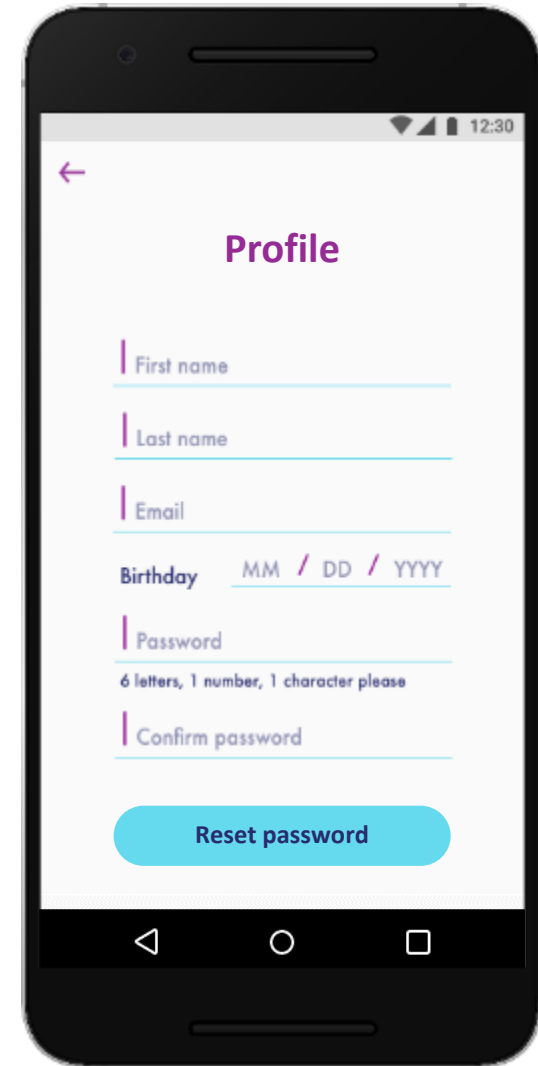 12:30
Profile
First name
Last name
Email
Birthday MM / DD / YYYY
Password
6 letters, 1 number, 1 character please
Confirm password
Reset password